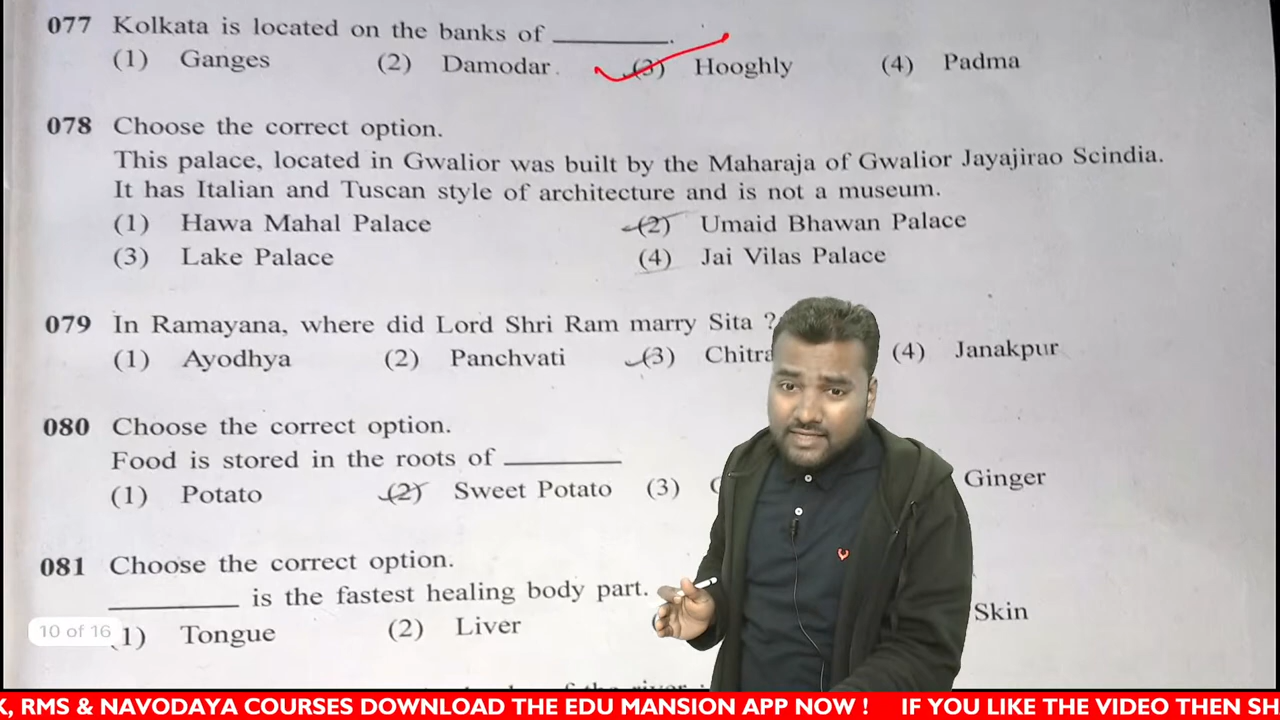 077 Kolkata is located on the banks of ________.
(1) Ganges (2) Damodar (3) Hooghly (4) Padma
078 Choose the correct option.
This palace, located in Gwalior was built by the Maharaja of Gwalior Jayajirao Scindia.
It has Italian and Tuscan style of architecture and is not a museum.
(1) Hawa Mahal Palace (2) Umaid Bhawan Palace
(3) Lake Palace (4) Jai Vilas Palace
079 In Ramayana, where did Lord Shri Ram marry Sita ?
(1) Ayodhya (2) Panchvati (3) Chitra (4) Janakpur
080 Choose the correct option.
Food is stored in the roots of ________
(1) Potato (2) Sweet Potato (3) Ginger
081 Choose the correct option.
________ is the fastest healing body part.
10 of 16
1) Tongue (2) Liver Skin
K, RMS & NAVODAYA COURSES DOWNLOAD THE EDU MANSION APP NOW ! IF YOU LIKE THE VIDEO THEN SH